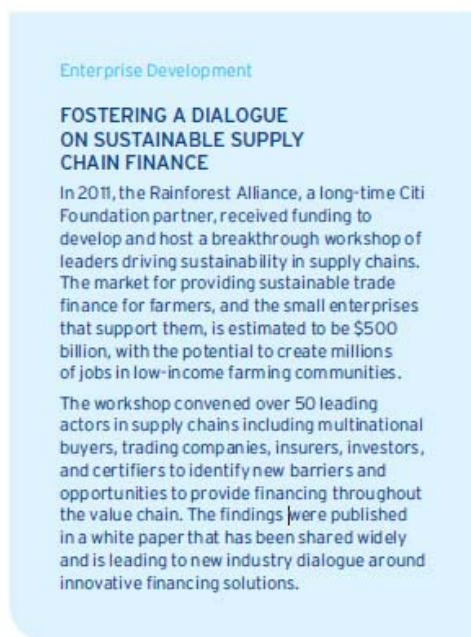 Enterprise Development
FOSTERING A DIALOGUE
ON SUSTAINABLE SUPPLY
CHAIN FINANCE
In 2011, the Rainforest Alliance, a long-time Citi
Foundation partner, received funding to
develop and host a breakthrough workshop of
leaders driving sustainability in supply chains.
The market for providing sustainable trade
finance for farmers, and the small enterprises
that support them, is estimated to be $500
billion, with the potential to create millions
of jobs in low-income farming communities.
The workshop convened over 50 leading
actors in supply chains including multinational
buyers, trading companies, insurers, investors,
and certifiers to identify new barriers and
opportunities to provide financing throughout
the value chain. The findings were published
in a white paper that has been shared widely
and is leading to new industry dialogue around
innovative financing solutions.